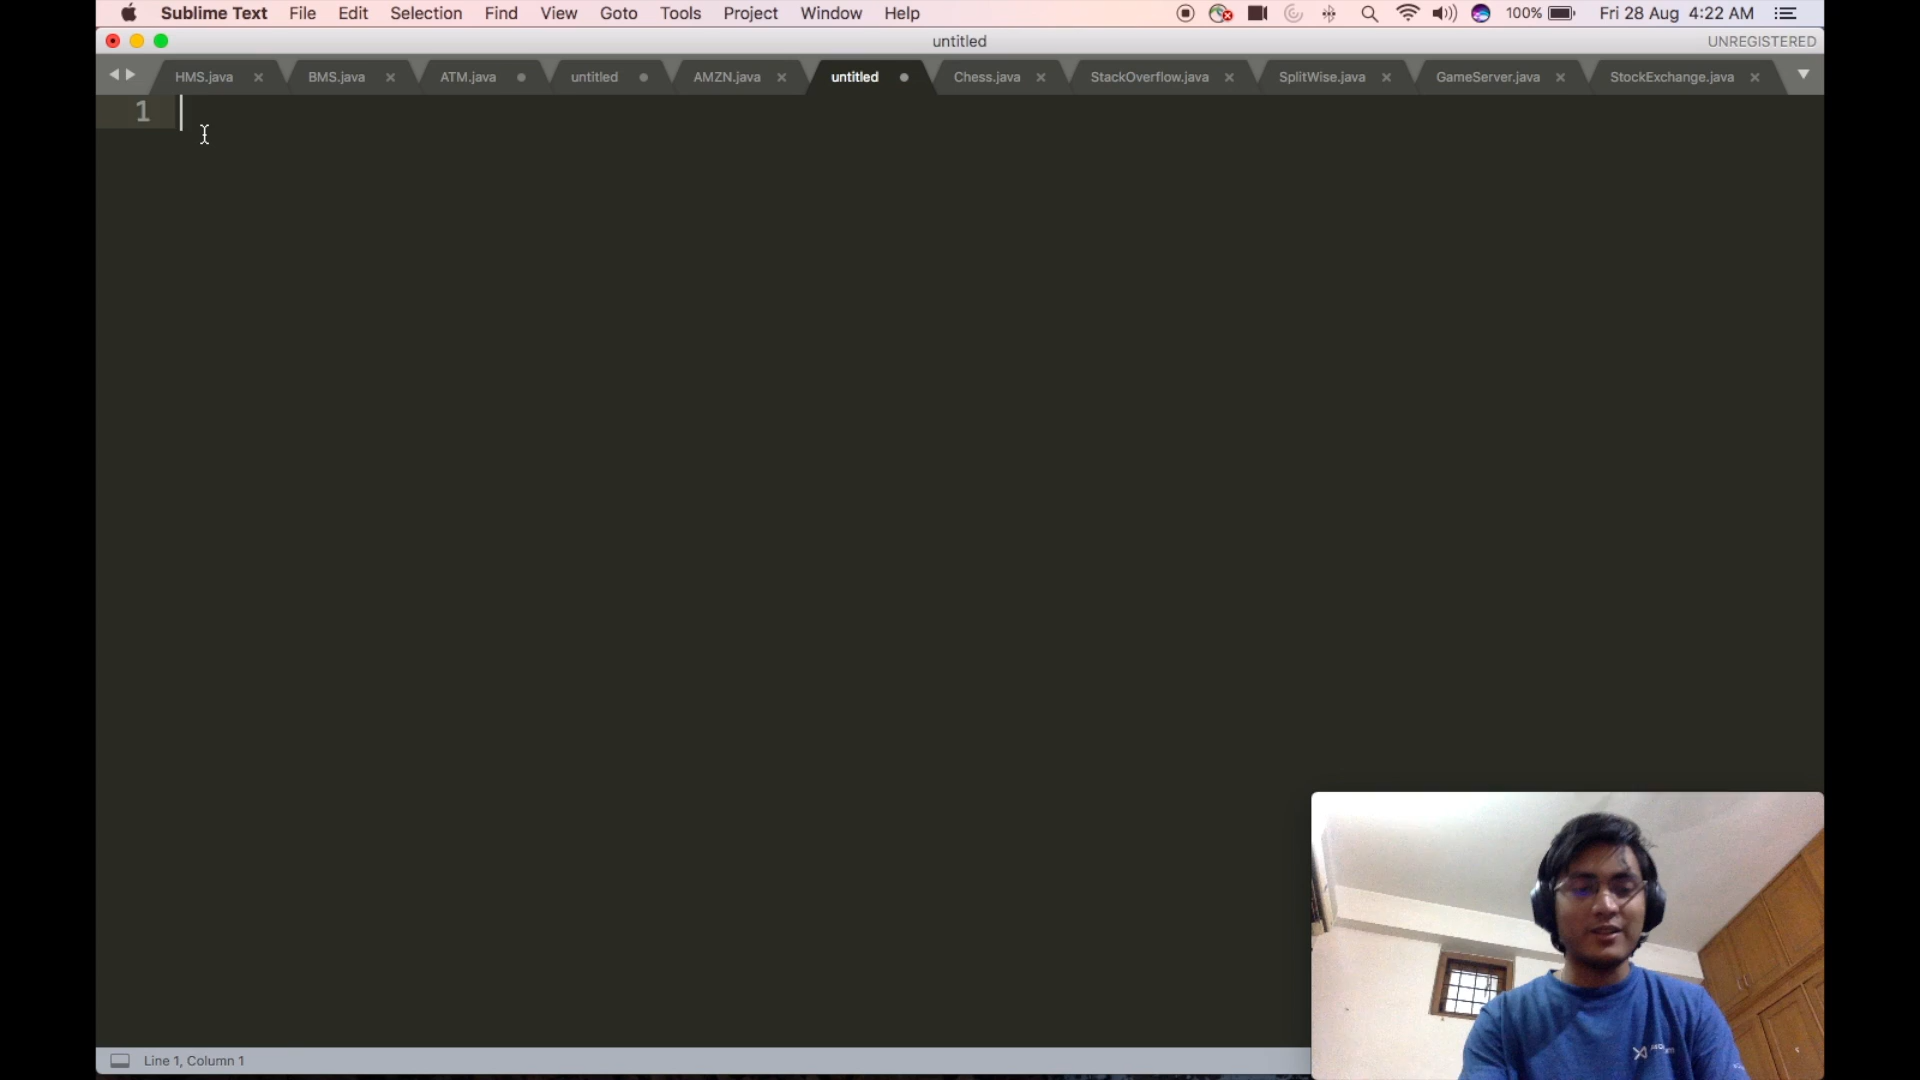 Sublime Text File Edit Selection Find View Goto Tools Project Window Help 100% Fri 28 Aug 4:22 AM
untitled UNREGISTERED
HMS.java BMS.java ATM.java untitled AMZN.java untitled Chess.java StackOverflow.java SplitWise.java GameServer.java StockExchange.java
1
Line 1, Column 1